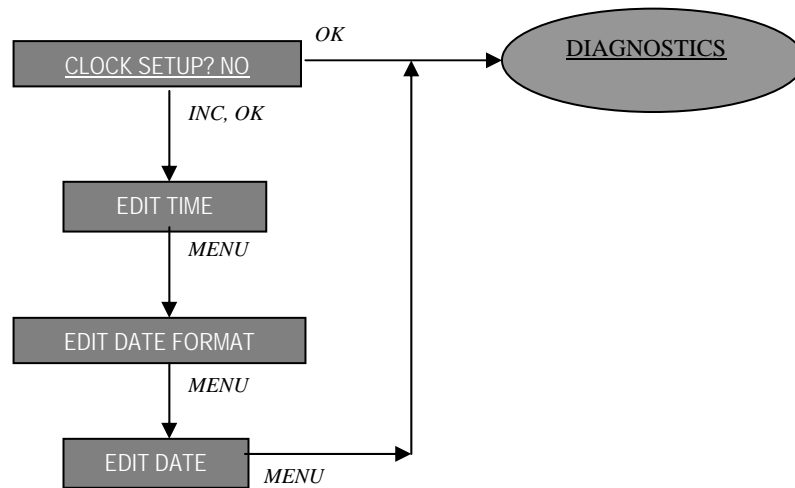 OK
DIAGNOSTICS
CLOCK SETUP? NO
INC, OK
EDIT TIME
MENU
EDIT DATE FORMAT
MENU
EDIT DATE
MENU